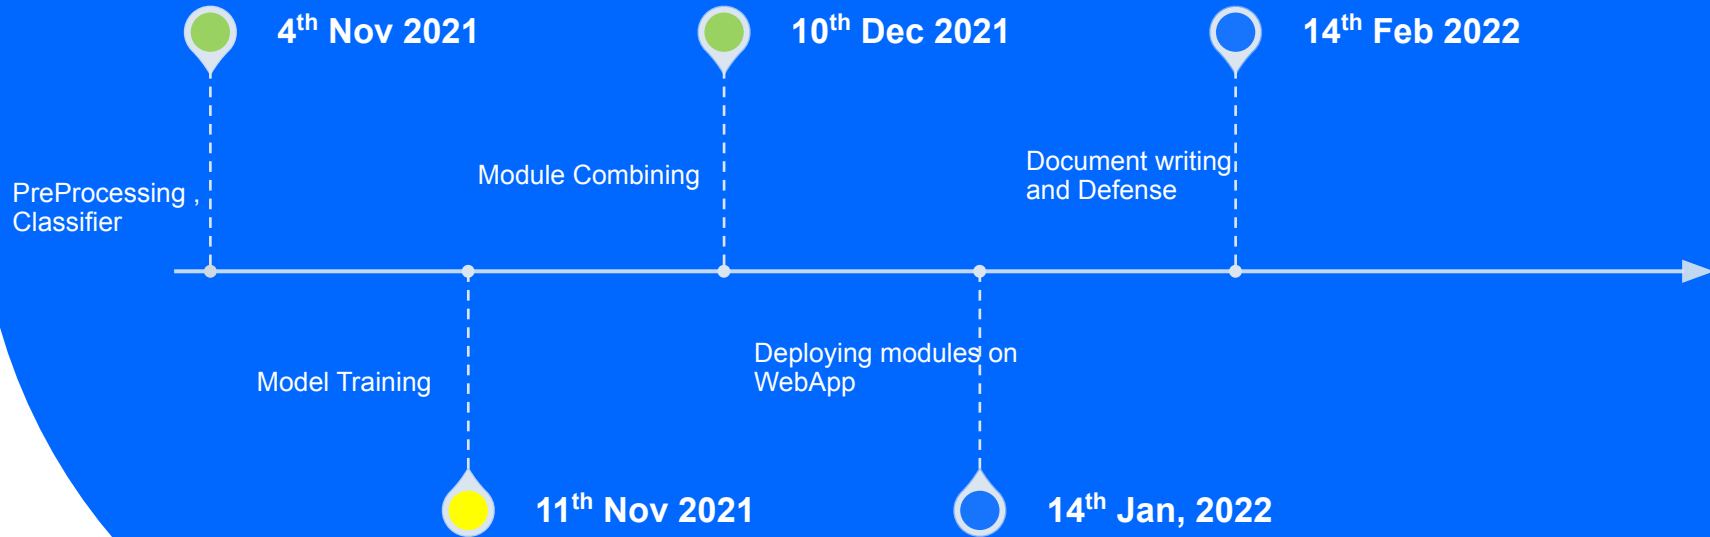 4th Nov 2021
10th Dec 2021
14th Feb 2022
PreProcessing ,
Classifier
Module Combining
Document writing
and Defense
Model Training
Deploying modules on
WebApp
11th Nov 2021
14th Jan, 2022